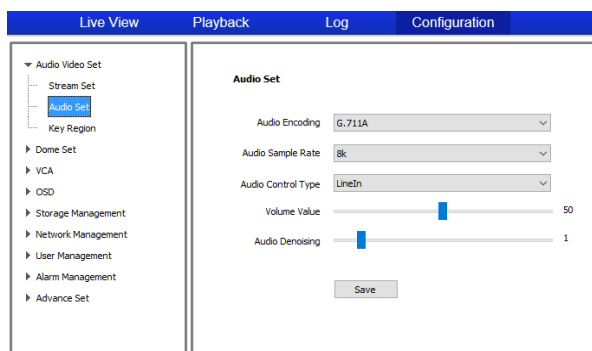 Live View Playback Log Configuration
Audio Video Set
Stream Set
Audio Set
Key Region
Dome Set
VCA
OSD
Storage Management
Network Management
User Management
Alarm Management
Advance Set
Audio Set
Audio Encoding G.711A
Audio Sample Rate 8k
Audio Control Type LineIn
Volume Value 50
Audio Denoising 1
Save